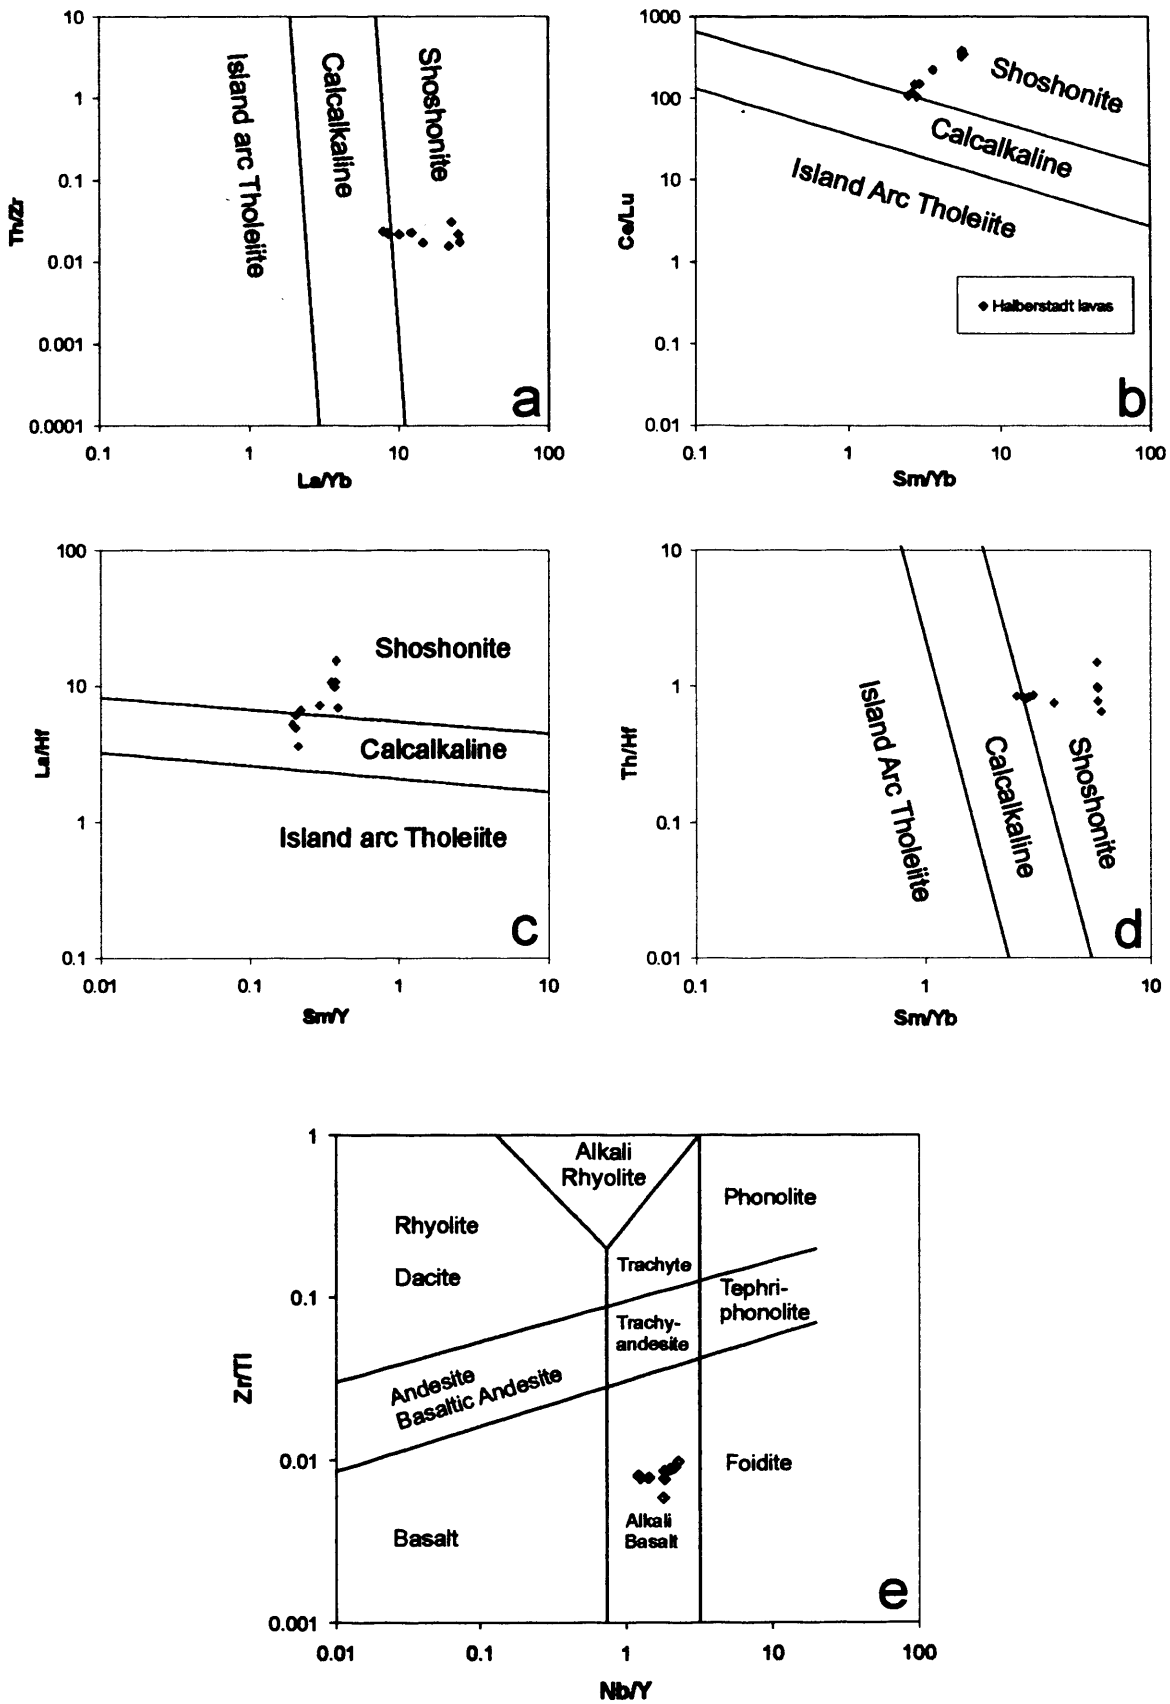 10
1
0.1
0.01
0.001
0.0001
Th/Zr
Island arc Tholeiite
Calcalkaline
Shoshonite
a
0.1
1
10
100
La/Yb
1000
100
10
1
0.1
0.01
Ce/Lu
Shoshonite
Calcalkaline
Island Arc Tholeiite
Halberstadt lavas
b
0.1
1
10
100
Sm/Yb
100
10
1
0.1
La/Hf
Shoshonite
Calcalkaline
Island arc Tholeiite
c
0.01
0.1
1
10
Sm/Y
10
1
0.1
0.01
Th/Hf
Island Arc Tholeiite
Calcalkaline
Shoshonite
d
0.1
1
10
Sm/Yb
1
0.1
0.01
0.001
Zr/Ti
Alkali
Rhyolite
Phonolite
Rhyolite
Dacite
Trachyte
Tephri-
phonolite
Trachy-
andesite
Andesite
Basaltic Andesite
Foidite
Basalt
Alkali
Basalt
e
0.01
0.1
1
10
100
Nb/Y